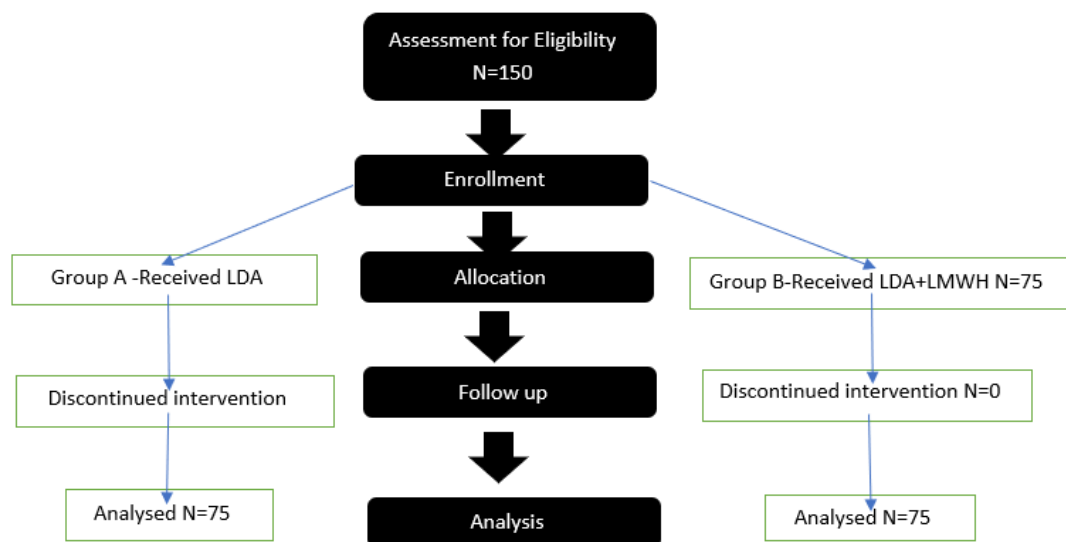 Assessment for Eligibility
N=150
Enrollment
Group A -Received LDA
Allocation
Group B-Received LDA+LMWH N=75
Discontinued intervention
Follow up
Discontinued intervention N=0
Analysed N=75
Analysis
Analysed N=75